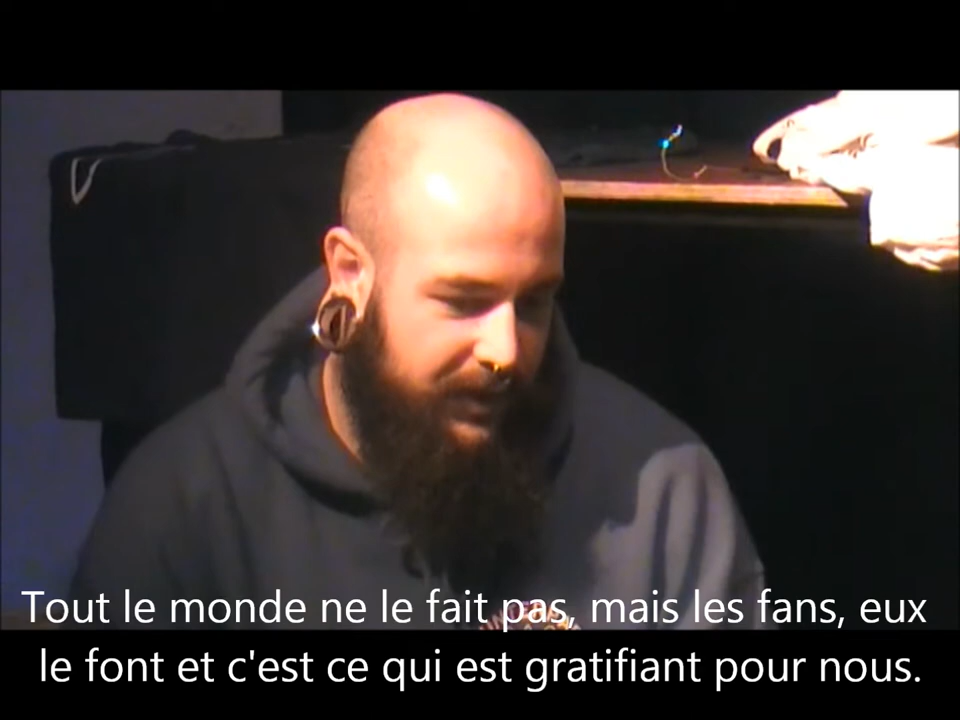 Tout le monde ne le fait pas, mais les fans, eux
le font et c'est ce qui est gratifiant pour nous.